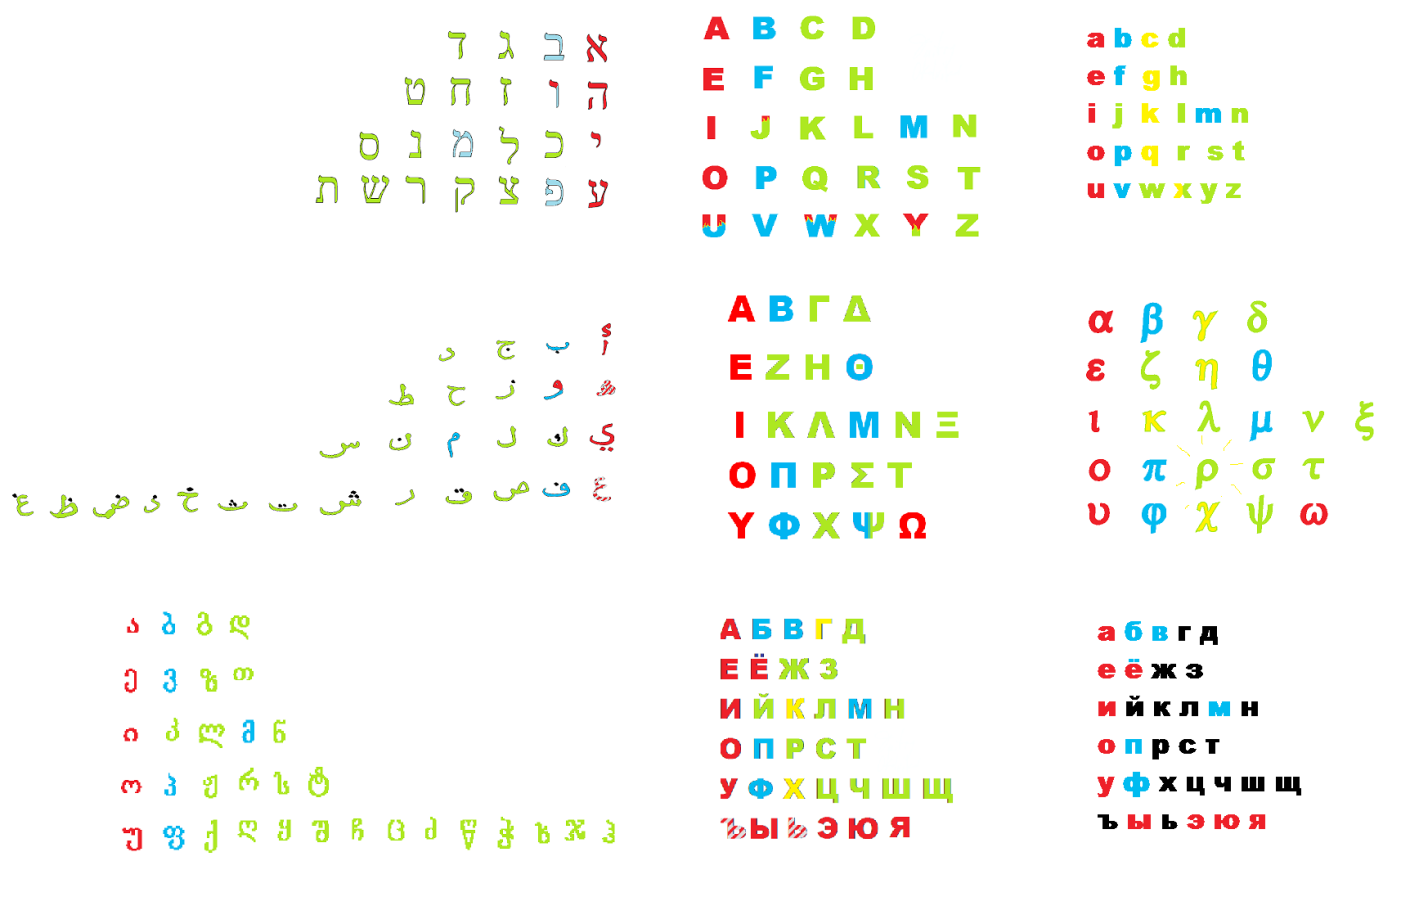 א ב ג ד
ה ו ז ח ט
י כ ל מ נ ס
ע פ צ ק ר ש ת
A B C D
E F G H
I J K L M N
O P Q R S T
U V W X Y Z
a b c d
e f g h
i j k l m n
o p q r s t
u v w x y z
أ ب ج د
ه و ز ح ط
ي ك ل م ن س
ع ف ص ق ر ش ت ث خ ذ ض ظ غ
Α Β Γ Δ
Ε Ζ Η Θ
Ι Κ Λ Μ Ν Ξ
Ο Π Ρ Σ Τ
Υ Φ Χ Ψ Ω
α β γ δ
ε ζ η θ
ι κ λ μ ν ξ
ο π ρ σ τ
υ φ χ ψ ω
ა ბ გ დ
ე ვ ზ თ
ი კ ლ მ ნ
ო პ ჟ რ ს ტ
უ ფ ქ ღ ყ შ ჩ ც ძ წ ჭ ხ ჯ ჰ
А Б В Г Д
Е Ё Ж З
И Й К Л М Н
О П Р С Т
У Ф Х Ц Ч Ш Щ
Ъ Ы Ь Э Ю Я
а б в г д
е ё ж з
и й к л м н
о п р с т
у ф х ц ч ш щ
ъ ы ь э ю я